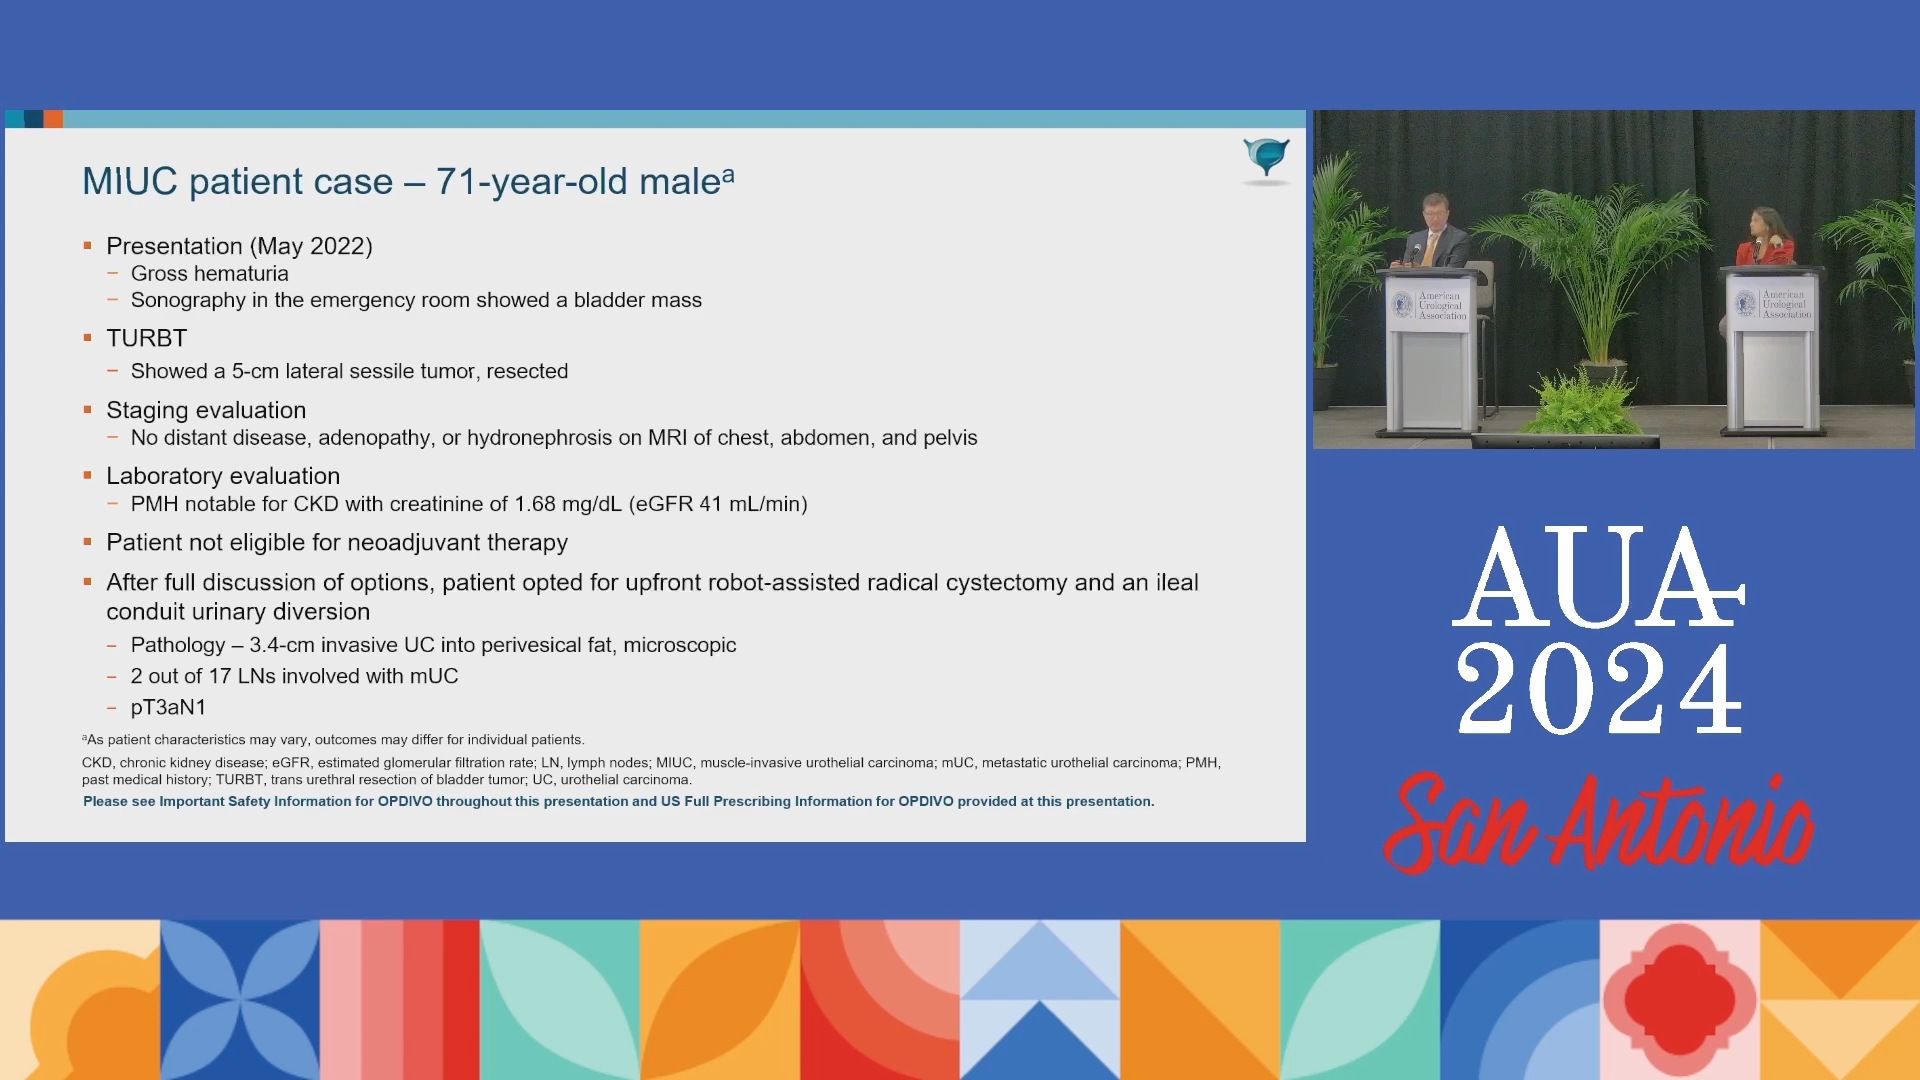 MIUC patient case – 71-year-old maleᵃ
▪ Presentation (May 2022)
– Gross hematuria
– Sonography in the emergency room showed a bladder mass
▪ TURBT
– Showed a 5-cm lateral sessile tumor, resected
▪ Staging evaluation
– No distant disease, adenopathy, or hydronephrosis on MRI of chest, abdomen, and pelvis
▪ Laboratory evaluation
– PMH notable for CKD with creatinine of 1.68 mg/dL (eGFR 41 mL/min)
▪ Patient not eligible for neoadjuvant therapy
▪ After full discussion of options, patient opted for upfront robot-assisted radical cystectomy and an ileal
conduit urinary diversion
– Pathology – 3.4-cm invasive UC into perivesical fat, microscopic
– 2 out of 17 LNs involved with mUC
– pT3aN1
ᵃAs patient characteristics may vary, outcomes may differ for individual patients.
CKD, chronic kidney disease; eGFR, estimated glomerular filtration rate; LN, lymph nodes; MIUC, muscle-invasive urothelial carcinoma; mUC, metastatic urothelial carcinoma; PMH,
past medical history; TURBT, trans urethral resection of bladder tumor; UC, urothelial carcinoma.
Please see Important Safety Information for OPDIVO throughout this presentation and US Full Prescribing Information for OPDIVO provided at this presentation.
American
Urological
Association
American
Urological
Association
AUA
2024
San Antonio